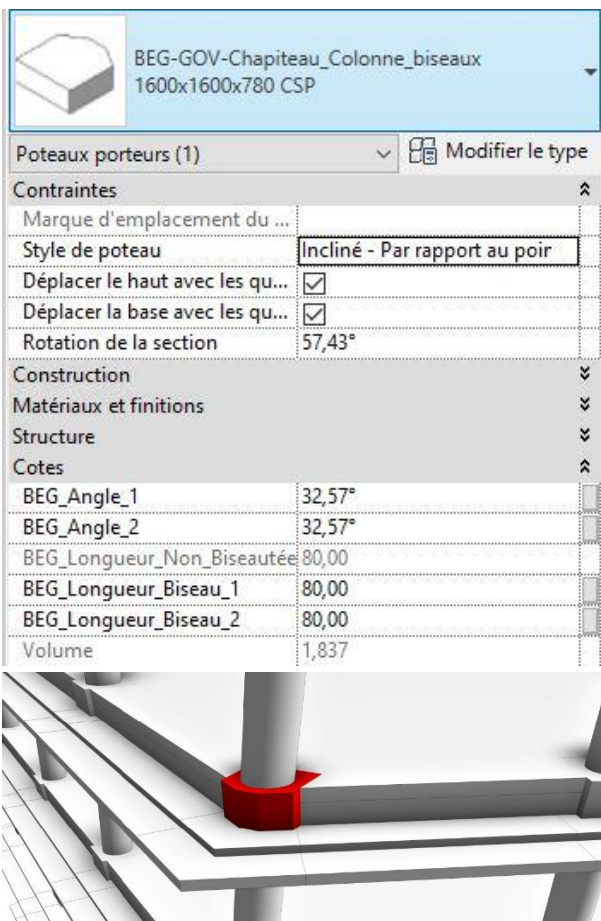 BEG-GOV-Chapiteau_Colonne_biseaux
1600x1600x780 CSP
Poteaux porteurs (1) Modifier le type
Contraintes
Marque d'emplacement du ...
Style de poteau Incliné - Par rapport au poir
Déplacer le haut avec les qu...
Déplacer la base avec les qu...
Rotation de la section 57,43°
Construction
Matériaux et finitions
Structure
Cotes
BEG_Angle_1 32,57°
BEG_Angle_2 32,57°
BEG_Longueur_Non_Biseautée 80,00
BEG_Longueur_Biseau_1 80,00
BEG_Longueur_Biseau_2 80,00
Volume 1,837